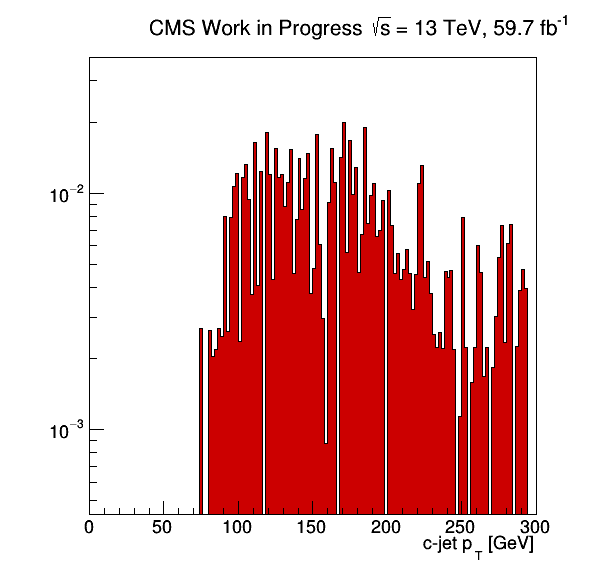 CMS Work in Progress √s = 13 TeV, 59.7 fb⁻¹
10⁻²
10⁻³
0 50 100 150 200 250 300
c-jet p_T [GeV]